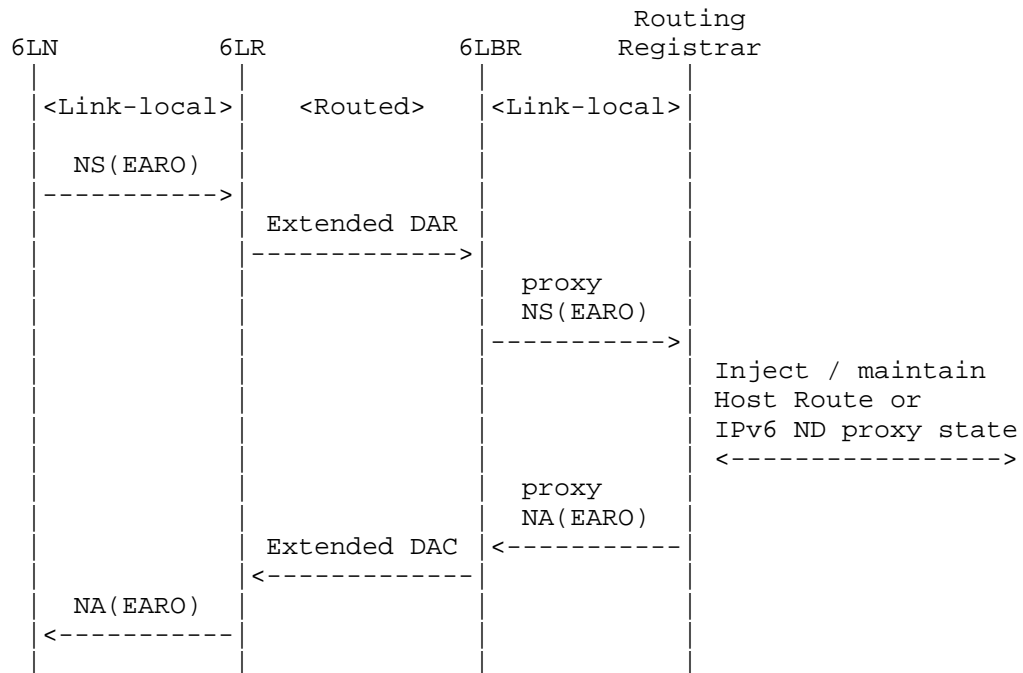 Routing
6LN 6LR 6LBR Registrar
<Link-local> <Routed> <Link-local>
NS(EARO)
Extended DAR
proxy
NS(EARO)
Inject / maintain
Host Route or
IPv6 ND proxy state
proxy
NA(EARO)
Extended DAC
NA(EARO)